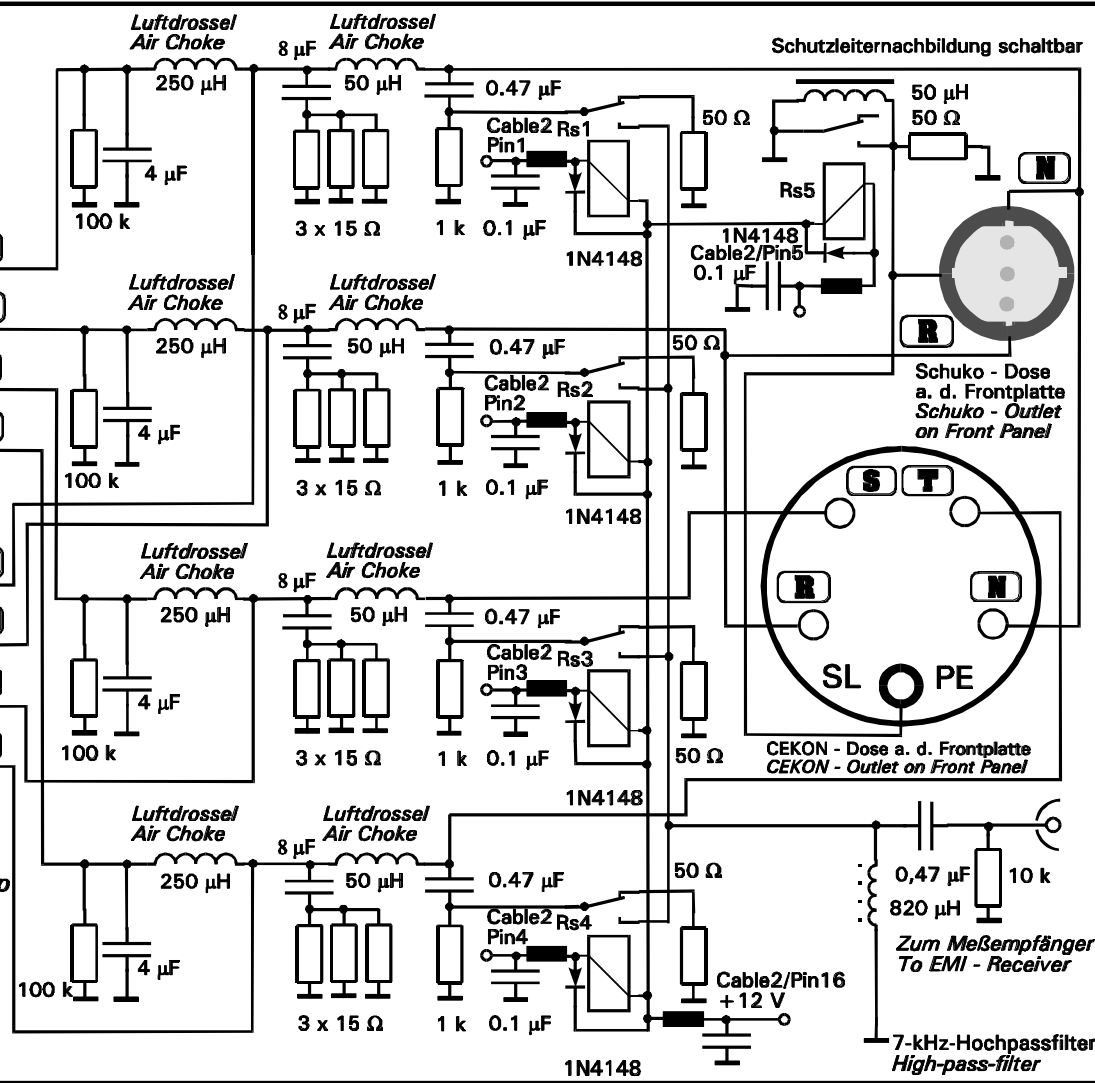 Luftdrossel
Air Choke
8 µF
Luftdrossel
Air Choke
Schutzleiternachbildung schaltbar
250 µH
50 µH
0.47 µF
50 µH
50 Ω
50 Ω
Cable2 Rs1
Pin1
N
4 µF
Rs5
100 k
3 x 15 Ω
1 k
0.1 µF
1N4148
1N4148
Cable2/Pin5
0.1 µF
Luftdrossel
Air Choke
8 µF
Luftdrossel
Air Choke
R
250 µH
50 µH
0.47 µF
50 Ω
Schuko - Dose
a. d. Frontplatte
Schuko - Outlet
on Front Panel
Cable2 Rs2
Pin2
4 µF
100 k
3 x 15 Ω
1 k
0.1 µF
1N4148
S
T
Luftdrossel
Air Choke
8 µF
Luftdrossel
Air Choke
R
N
250 µH
50 µH
0.47 µF
Cable2 Rs3
Pin3
SL
PE
4 µF
100 k
3 x 15 Ω
1 k
0.1 µF
50 Ω
CEKON - Dose a. d. Frontplatte
CEKON - Outlet on Front Panel
1N4148
Luftdrossel
Air Choke
8 µF
Luftdrossel
Air Choke
250 µH
50 µH
0.47 µF
50 Ω
0,47 µF
10 k
820 µH
Cable2 Rs4
Pin4
Zum Meßempfänger
To EMI - Receiver
4 µF
100 k
Cable2/Pin16
+12 V
3 x 15 Ω
1 k
0.1 µF
1N4148
7-kHz-Hochpassfilter
High-pass-filter